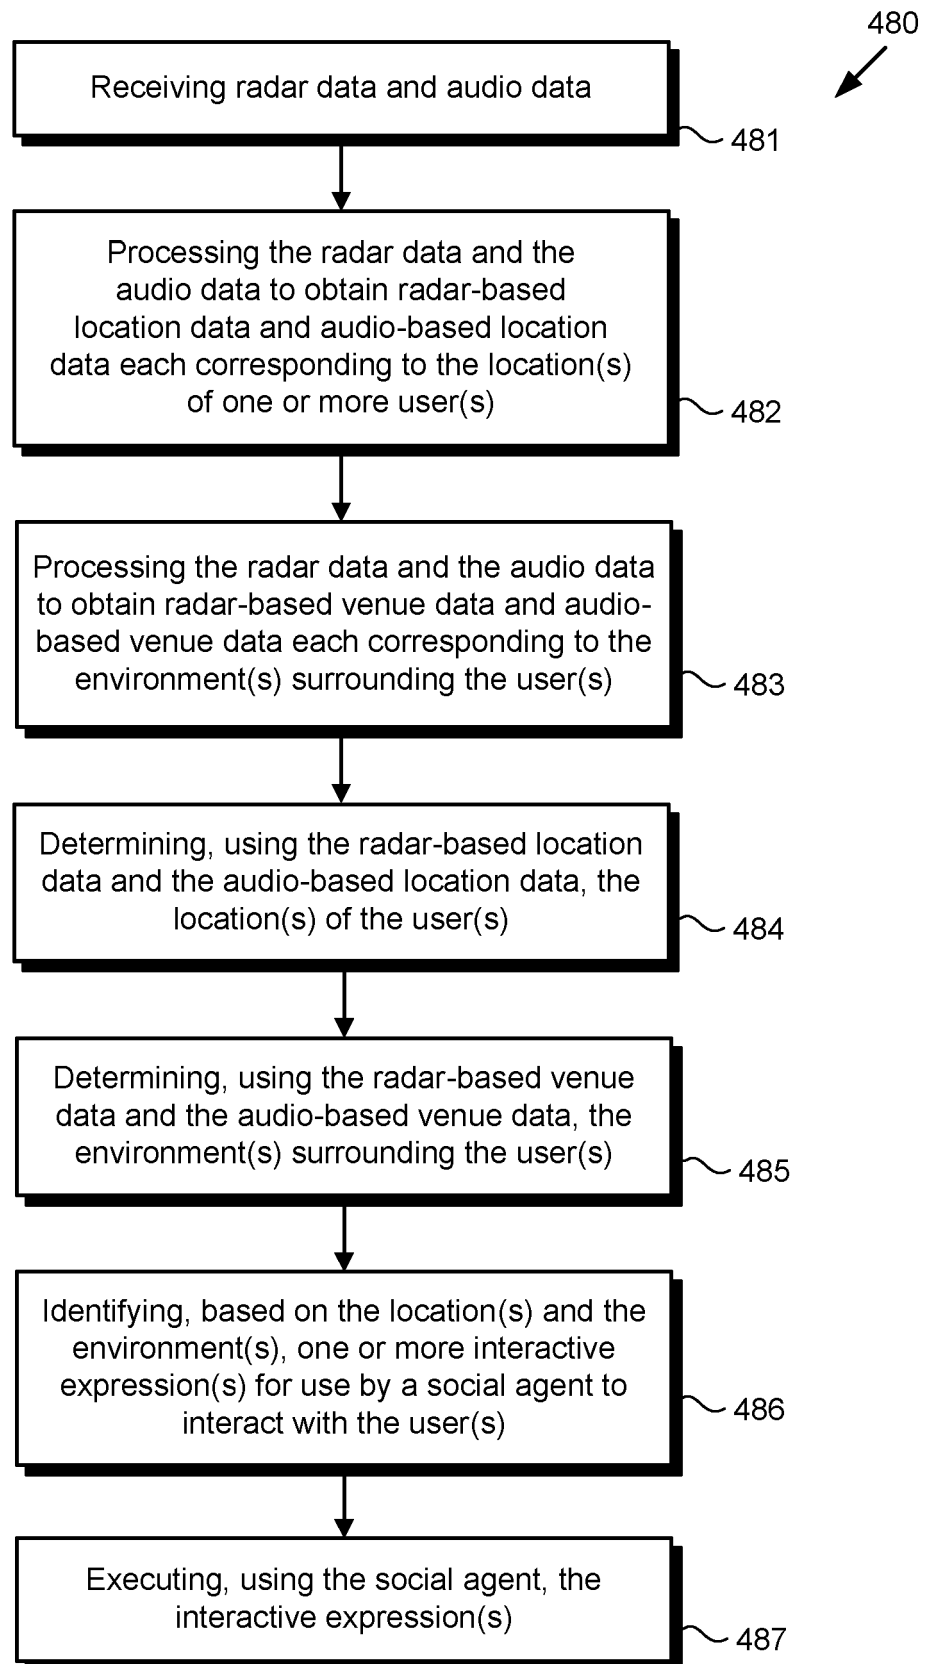 480
Receiving radar data and audio data
481
Processing the radar data and the
audio data to obtain radar-based
location data and audio-based location
data each corresponding to the location(s)
of one or more user(s)
482
Processing the radar data and the audio data
to obtain radar-based venue data and audio-
based venue data each corresponding to the
environment(s) surrounding the user(s)
483
Determining, using the radar-based location
data and the audio-based location data, the
location(s) of the user(s)
484
Determining, using the radar-based venue
data and the audio-based venue data, the
environment(s) surrounding the user(s)
485
Identifying, based on the location(s) and the
environment(s), one or more interactive
expression(s) for use by a social agent to
interact with the user(s)
486
Executing, using the social agent, the
interactive expression(s)
487